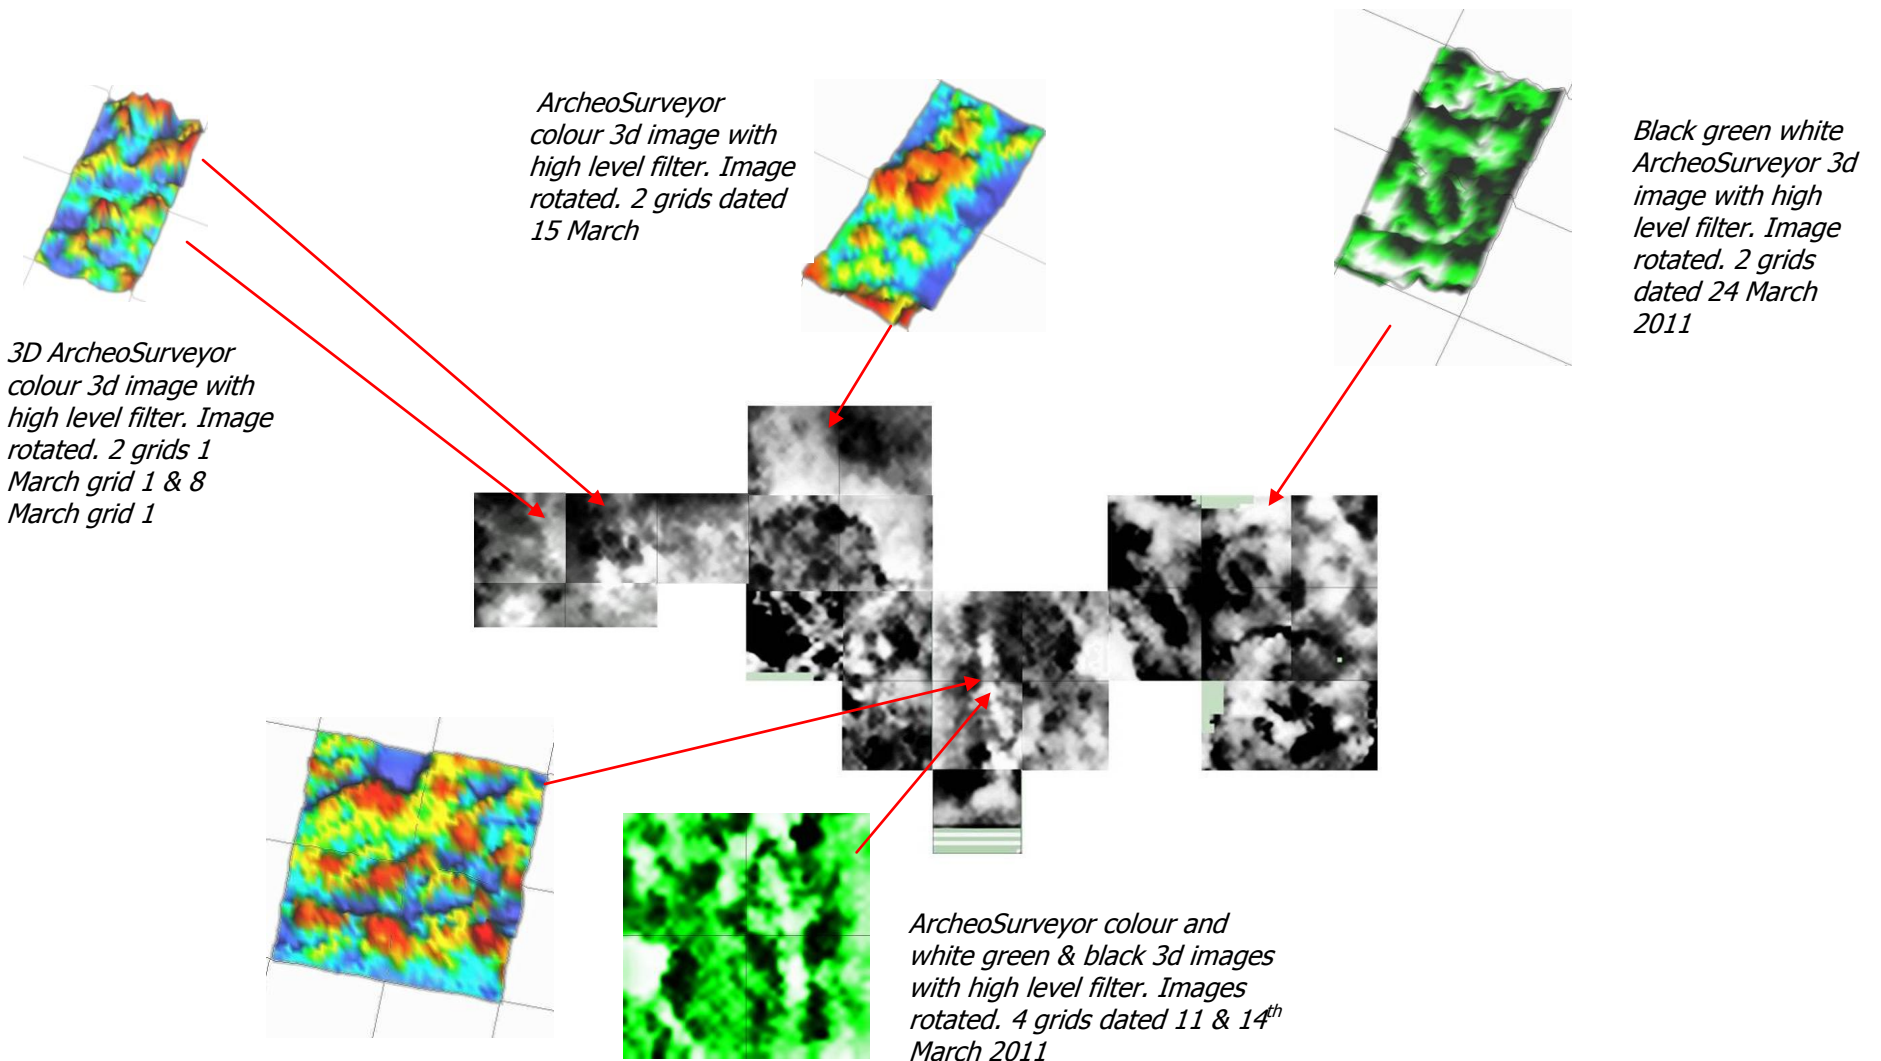 ArcheoSurveyor
colour 3d image with
high level filter. Image
rotated. 2 grids dated
15 March
Black green white
ArcheoSurveyor 3d
image with high
level filter. Image
rotated. 2 grids
dated 24 March
2011
3D ArcheoSurveyor
colour 3d image with
high level filter. Image
rotated. 2 grids 1
March grid 1 & 8
March grid 1
ArcheoSurveyor colour and
white green & black 3d images
with high level filter. Images
rotated. 4 grids dated 11 & 14th
March 2011